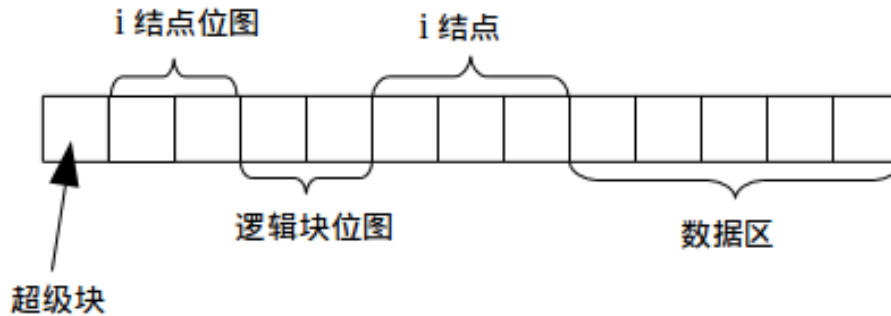 i 结点位图
i 结点
逻辑块位图
数据区
超级块